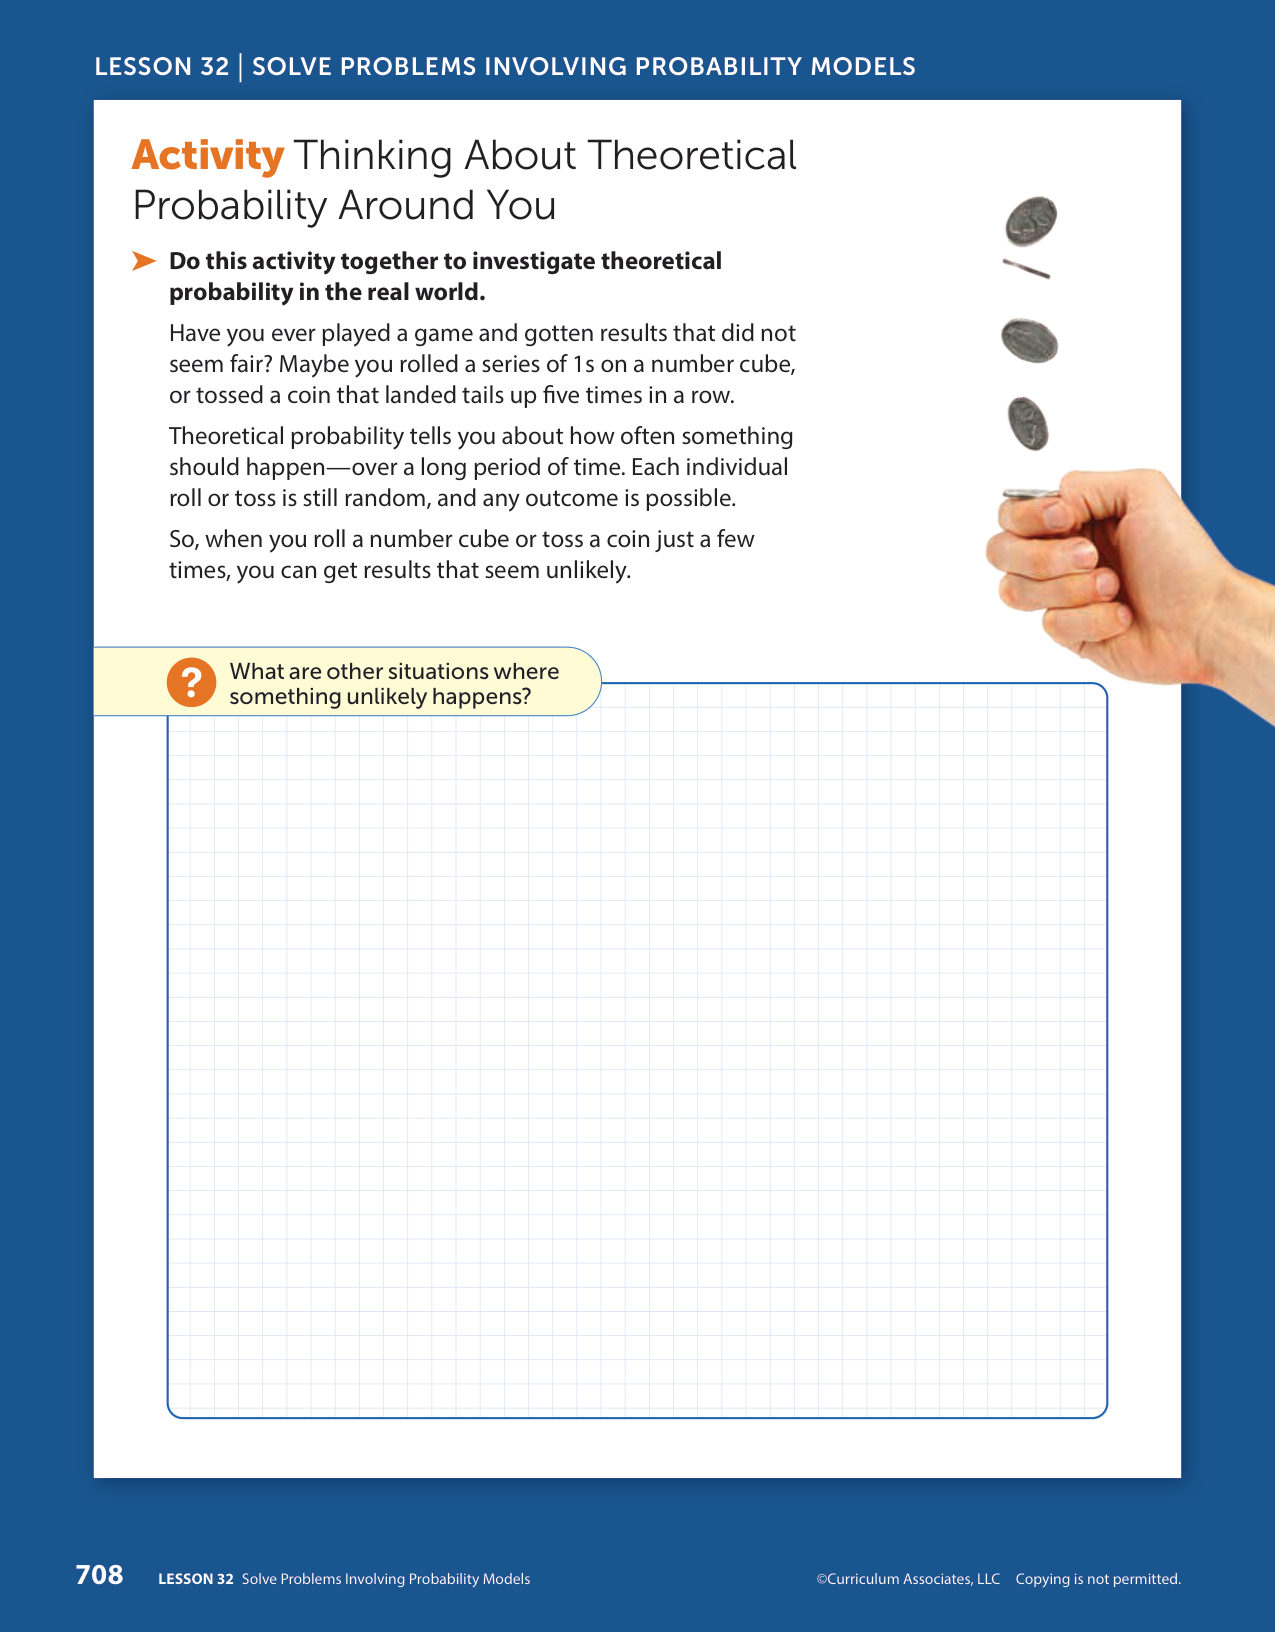 LESSON 32 | SOLVE PROBLEMS INVOLVING PROBABILITY MODELS
Activity Thinking About Theoretical
Probability Around You
Do this activity together to investigate theoretical
probability in the real world.
Have you ever played a game and gotten results that did not
seem fair? Maybe you rolled a series of 1s on a number cube,
or tossed a coin that landed tails up five times in a row.
Theoretical probability tells you about how often something
should happen—over a long period of time. Each individual
roll or toss is still random, and any outcome is possible.
So, when you roll a number cube or toss a coin just a few
times, you can get results that seem unlikely.
? What are other situations where
something unlikely happens?
708 LESSON 32 Solve Problems Involving Probability Models
©Curriculum Associates, LLC Copying is not permitted.